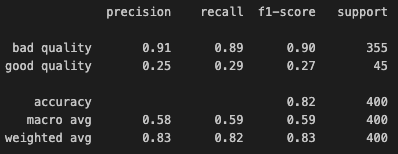 precision recall f1-score support
bad quality 0.91 0.89 0.90 355
good quality 0.25 0.29 0.27 45
accuracy 0.82 400
macro avg 0.58 0.59 0.59 400
weighted avg 0.83 0.82 0.83 400